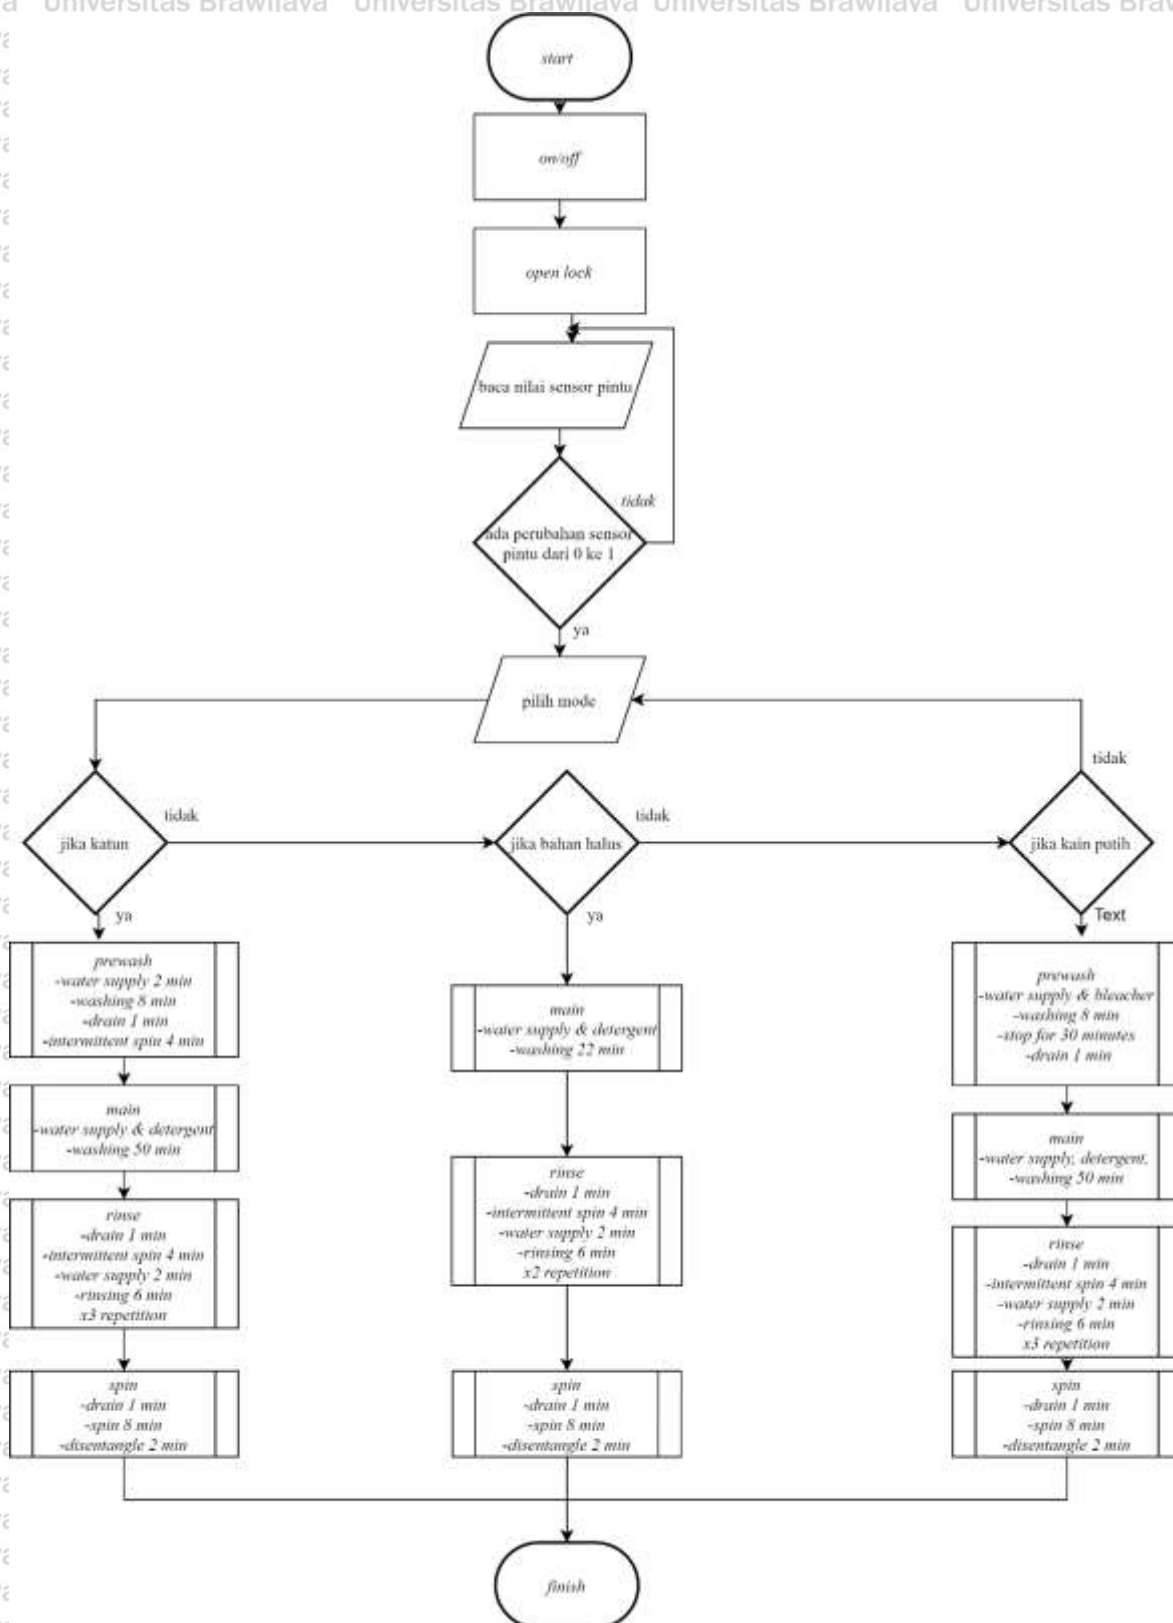 Universitas Brawijaya Universitas Brawijaya Universitas Brawijaya Universitas
start
on/off
open lock
baca nilai sensor pintu
tidak
ada perubahan sensor
pintu dari 0 ke 1
ya
pilih mode
tidak
tidak
tidak
jika katun
jika bahan halus
jika kain putih
ya
ya
Text
prewash
-water supply 2 min
-washing 8 min
-drain 1 min
-intermittent spin 4 min
main
-water supply & detergent
-washing 50 min
rinse
-drain 1 min
-intermittent spin 4 min
-water supply 2 min
-rinsing 6 min
x3 repetition
spin
-drain 1 min
-spin 8 min
-disentangle 2 min
main
-water supply & detergent
-washing 22 min
rinse
-drain 1 min
-intermittent spin 4 min
-water supply 2 min
-rinsing 6 min
x2 repetition
spin
-drain 1 min
-spin 8 min
-disentangle 2 min
prewash
-water supply & bleacher
-washing 8 min
-stop for 30 minutes
-drain 1 min
main
-water supply, detergent,
-washing 50 min
rinse
-drain 1 min
-intermittent spin 4 min
-water supply 2 min
-rinsing 6 min
x3 repetition
spin
-drain 1 min
-spin 8 min
-disentangle 2 min
finish